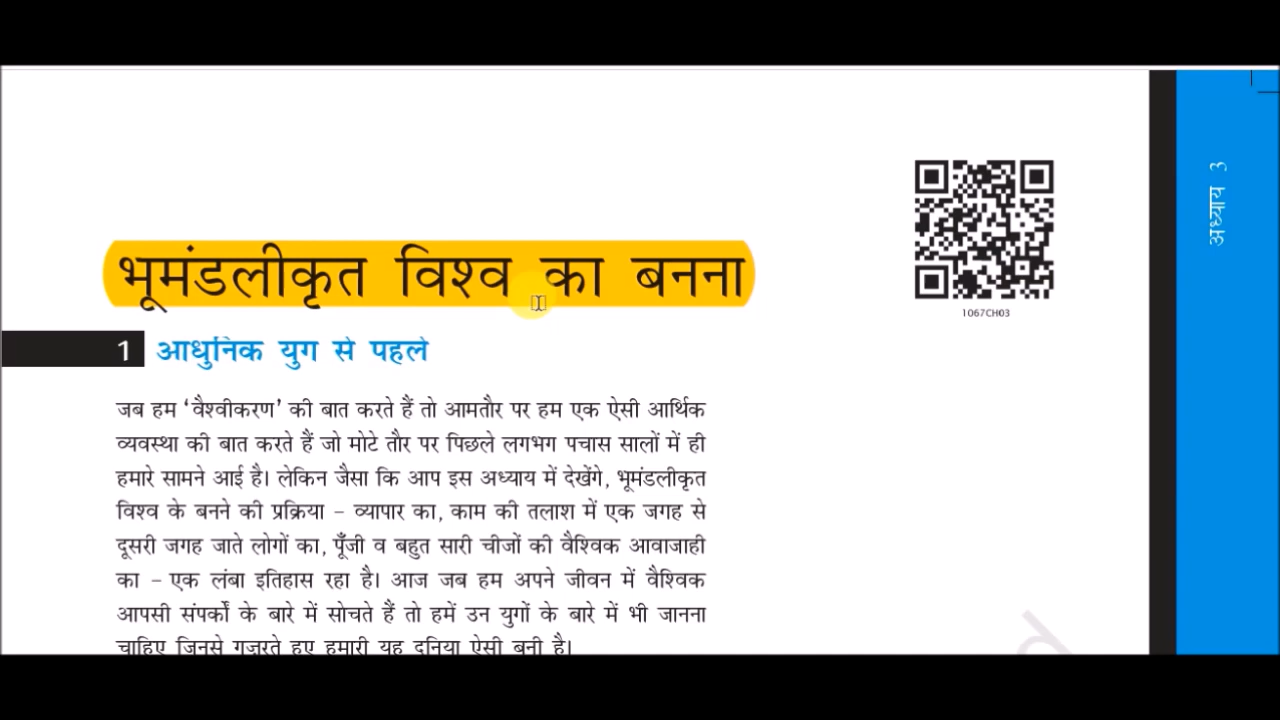 अध्याय 3
1067CH03
भूमंडलीकृत विश्व का बनना
1 आधुनिक युग से पहले
जब हम ‘वैश्वीकरण’ की बात करते हैं तो आमतौर पर हम एक ऐसी आर्थिक
व्यवस्था की बात करते हैं जो मोटे तौर पर पिछले लगभग पचास सालों में ही
हमारे सामने आई है। लेकिन जैसा कि आप इस अध्याय में देखेंगे, भूमंडलीकृत
विश्व के बनने की प्रक्रिया – व्यापार का, काम की तलाश में एक जगह से
दूसरी जगह जाते लोगों का, पूँजी व बहुत सारी चीजों की वैश्विक आवाजाही
का – एक लंबा इतिहास रहा है। आज जब हम अपने जीवन में वैश्विक
आपसी संपर्कों के बारे में सोचते हैं तो हमें उन युगों के बारे में भी जानना
चाहिए जिनसे गुज़रते हुए हमारी यह दुनिया ऐसी बनी है।